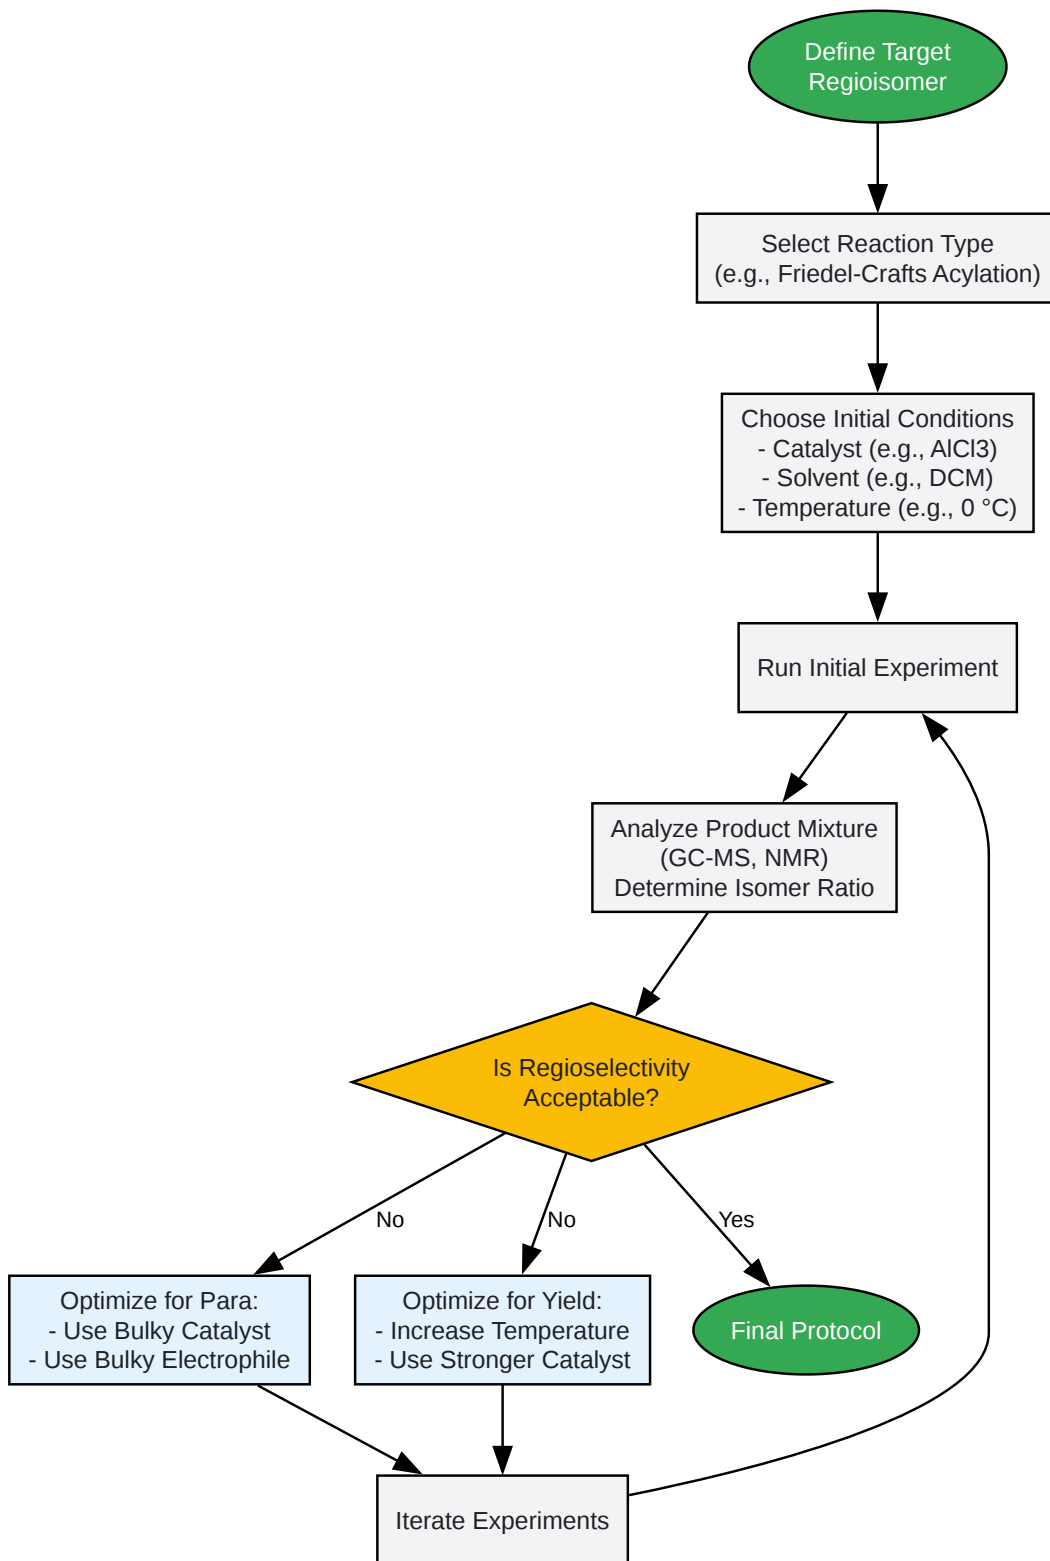 Define Target
Regioisomer
Select Reaction Type
(e.g., Friedel-Crafts Acylation)
Choose Initial Conditions
- Catalyst (e.g., AlCl3)
- Solvent (e.g., DCM)
- Temperature (e.g., 0 °C)
Run Initial Experiment
Analyze Product Mixture
(GC-MS, NMR)
Determine Isomer Ratio
Is Regioselectivity
Acceptable?
No
No
Yes
Optimize for Para:
- Use Bulky Catalyst
- Use Bulky Electrophile
Optimize for Yield:
- Increase Temperature
- Use Stronger Catalyst
Final Protocol
Iterate Experiments